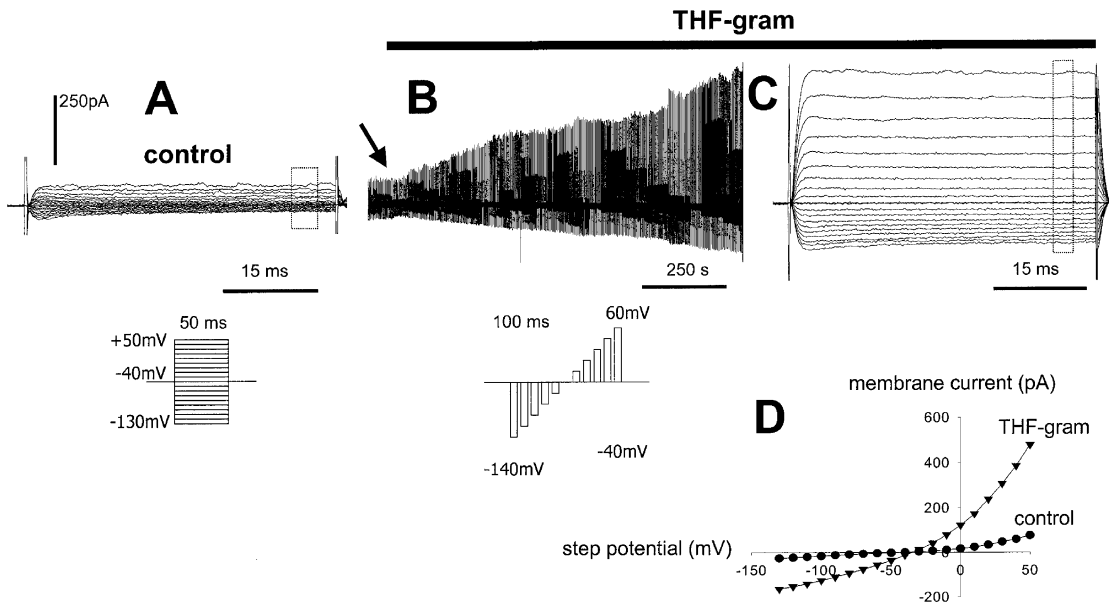 THF-gram
A
B
C
250pA
control
15 ms
250 s
15 ms
50 ms
+50mV
-40mV
-130mV
100 ms
60mV
-140mV
-40mV
D
membrane current (pA)
600
THF-gram
400
200
control
step potential (mV)
0
-150
-100
-50
0
50
-200